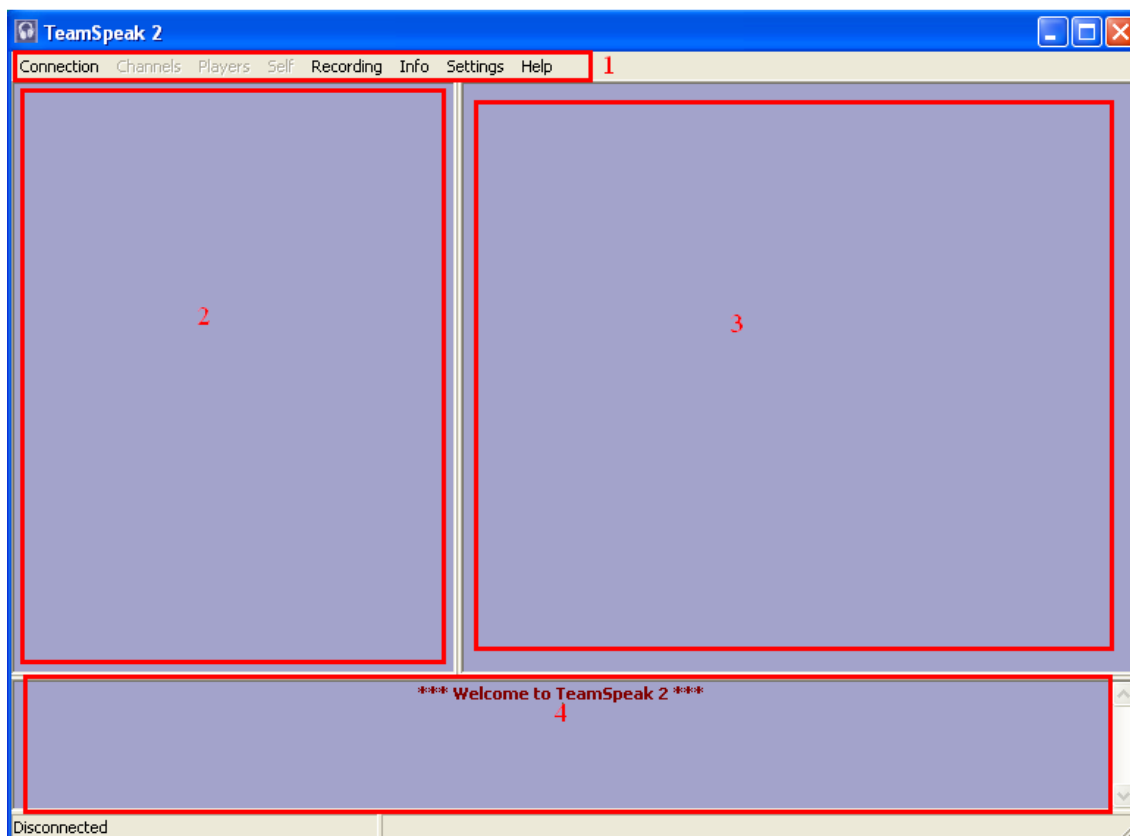 TeamSpeak 2
Connection Channels Players Self Recording Info Settings Help 1
2
3
*** Welcome to TeamSpeak 2 ***
4
Disconnected